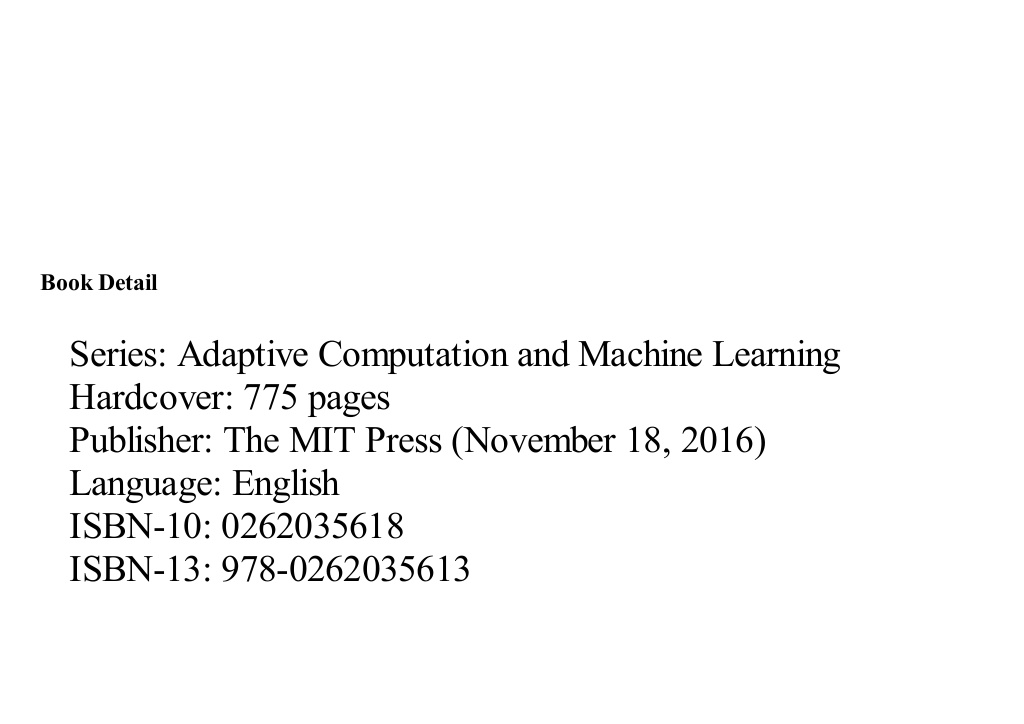 Book Detail
Series: Adaptive Computation and Machine Learning
Hardcover: 775 pages
Publisher: The MIT Press (November 18, 2016)
Language: English
ISBN-10: 0262035618
ISBN-13: 978-0262035613